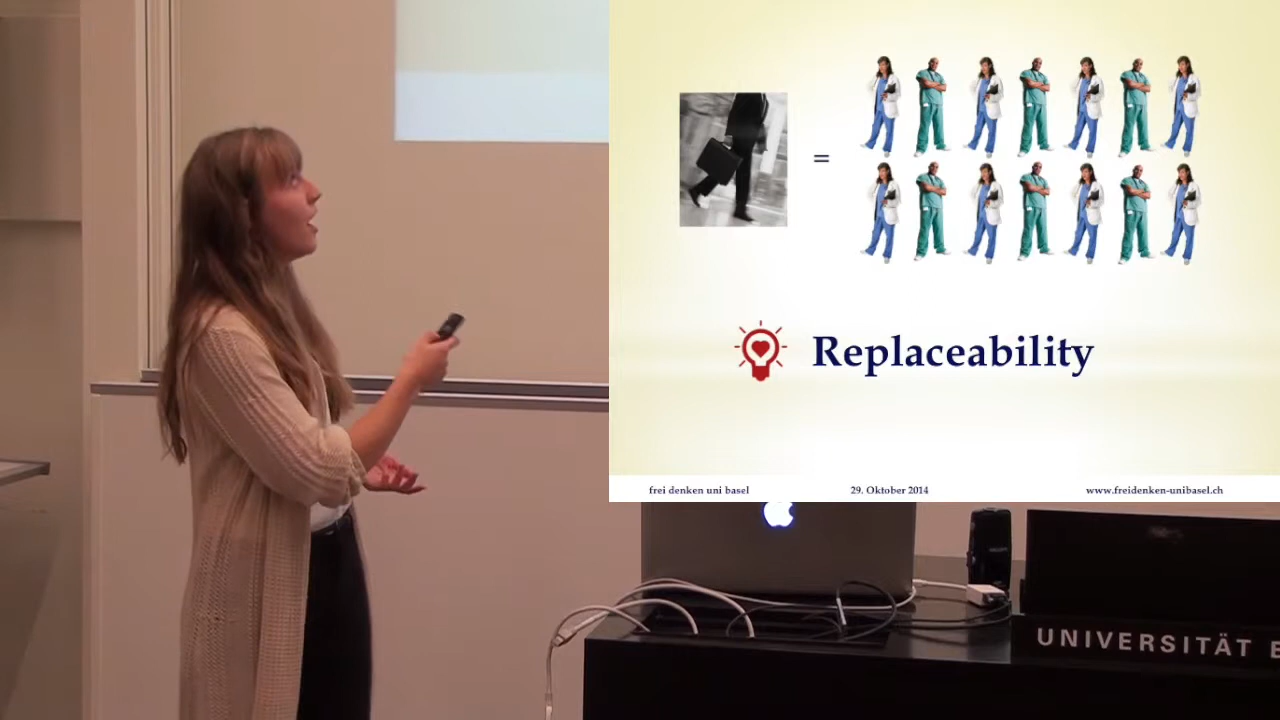 =
Replaceability
frei denken uni basel
29. Oktober 2014
www.freidenken-unibasel.ch
UNIVERSITÄT